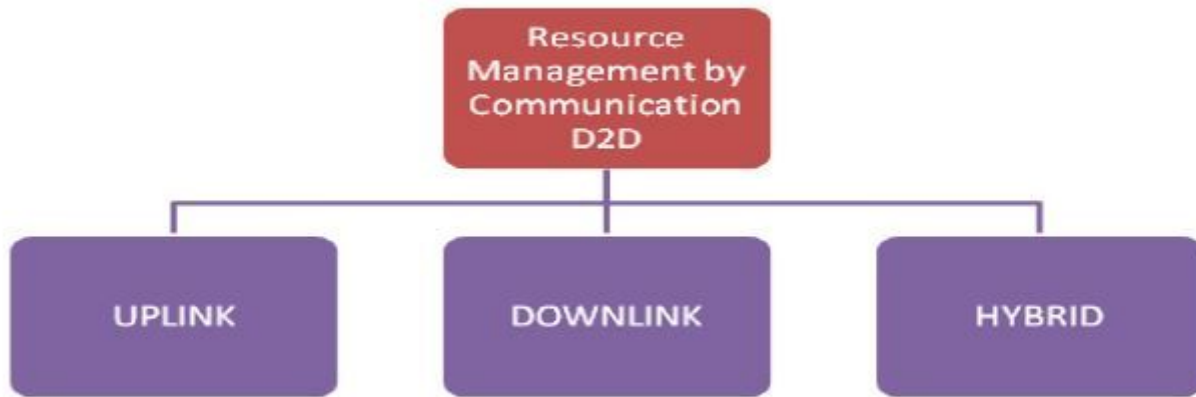 Resource
Management by
Communication
D2D
UPLINK
DOWNLINK
HYBRID